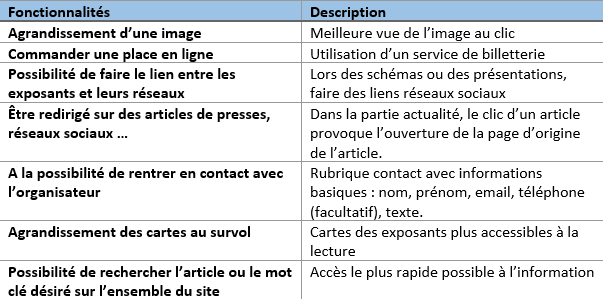 Fonctionnalités Description
Agrandissement d’une image Meilleure vue de l’image au clic
Commander une place en ligne Utilisation d’un service de billetterie
Possibilité de faire le lien entre les Lors des schémas ou des présentations,
exposants et leurs réseaux faire des liens réseaux sociaux
Être redirigé sur des articles de presses, Dans la partie actualité, le clic d’un article
réseaux sociaux … provoque l’ouverture de la page d’origine
de l’article.
A la possibilité de rentrer en contact avec Rubrique contact avec informations
l’organisateur basiques : nom, prénom, email, téléphone
(facultatif), texte.
Agrandissement des cartes au survol Cartes des exposants plus accessibles à la
lecture
Possibilité de rechercher l’article ou le mot Accès le plus rapide possible à l’information
clé désiré sur l’ensemble du site